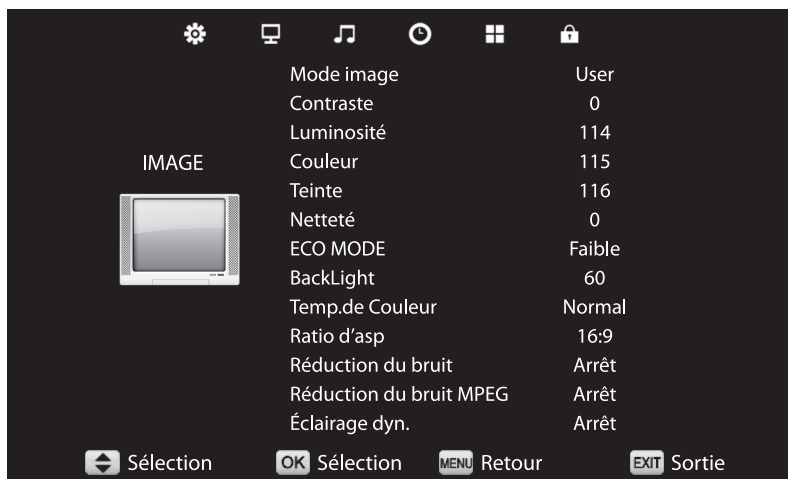 Mode image User
Contraste 0
Luminosité 114
IMAGE
Couleur 115
Teinte 116
Netteté 0
ECO MODE Faible
BackLight 60
Temp.de Couleur Normal
Ratio d'asp 16:9
Réduction du bruit Arrêt
Réduction du bruit MPEG Arrêt
Éclairage dyn. Arrêt
Sélection OK Sélection MENU Retour EXIT Sortie